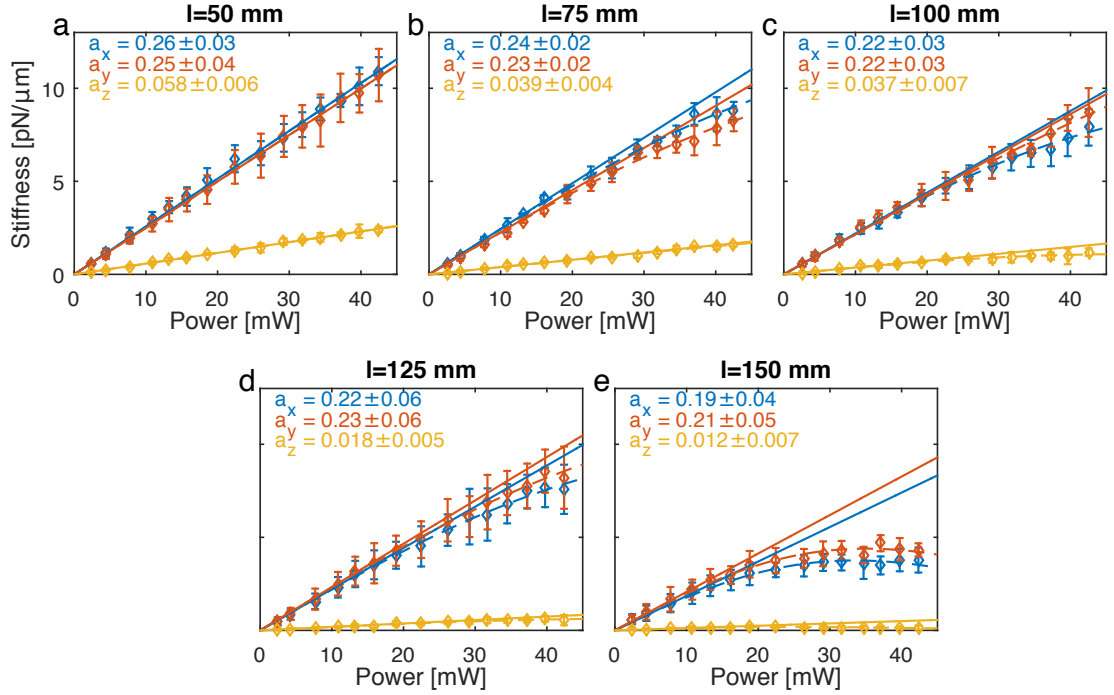 a
l=50 mm
a_x = 0.26±0.03
a_y = 0.25±0.04
a_z = 0.058±0.006
Stiffness [pN/μm]
10
5
0
0 10 20 30 40
Power [mW]
b
l=75 mm
a_x = 0.24±0.02
a_y = 0.23±0.02
a_z = 0.039±0.004
0 10 20 30 40
Power [mW]
c
l=100 mm
a_x = 0.22±0.03
a_y = 0.22±0.03
a_z = 0.037±0.007
0 10 20 30 40
Power [mW]
d
l=125 mm
a_x = 0.22±0.06
a_y = 0.23±0.06
a_z = 0.018±0.005
0 10 20 30 40
Power [mW]
e
l=150 mm
a_x = 0.19±0.04
a_y = 0.21±0.05
a_z = 0.012±0.007
0 10 20 30 40
Power [mW]